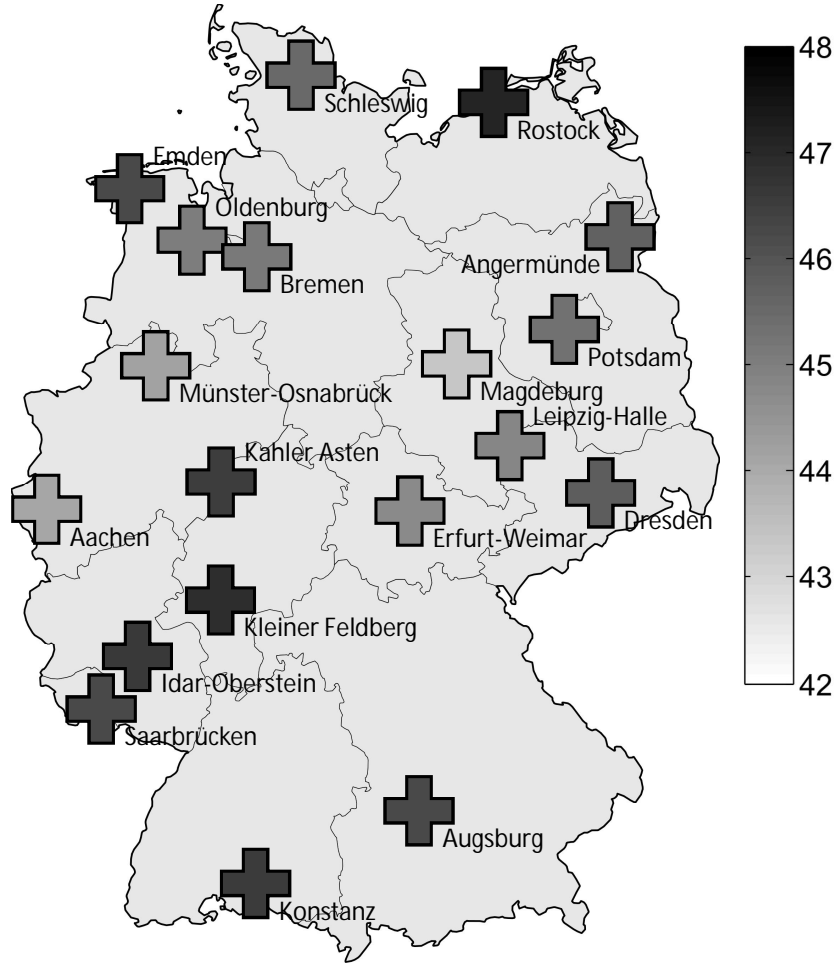 48
Schleswig
Rostock
47
Emden
Oldenburg
46
Angermünde
Bremen
45
Potsdam
Münster-Osnabrück
Magdeburg
Leipzig-Halle
Kahler Asten
44
Aachen
Erfurt-Weimar
Dresden
43
Kleiner Feldberg
Idar-Oberstein
42
Saarbrücken
Augsburg
Konstanz